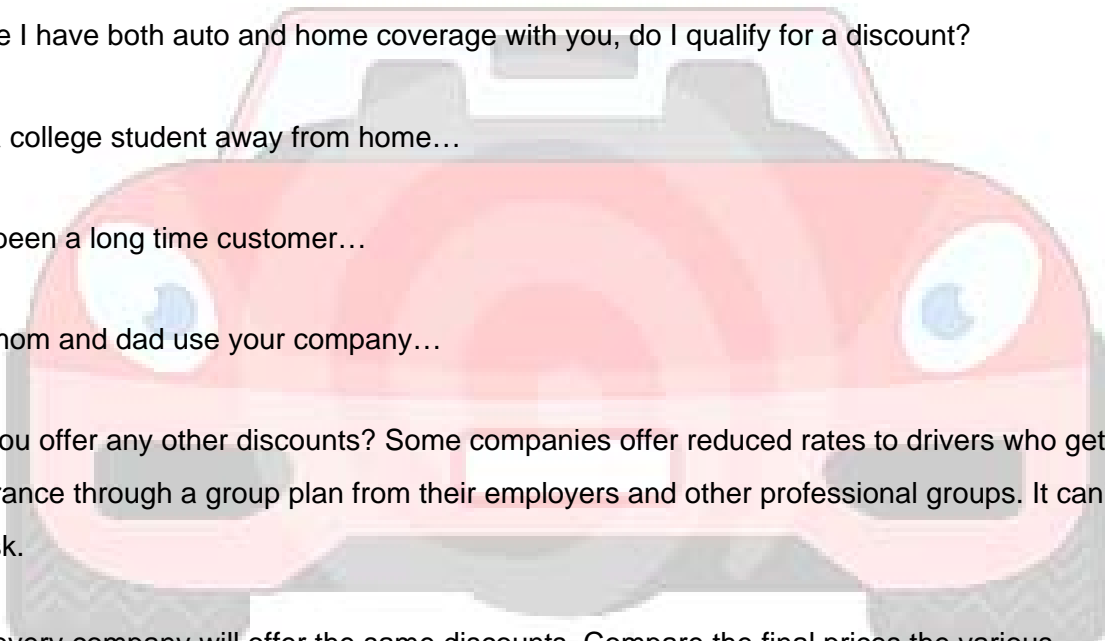 e I have both auto and home coverage with you, do I qualify for a discount?
college student away from home…
been a long time customer…
mom and dad use your company…
ou offer any other discounts? Some companies offer reduced rates to drivers who get
rance through a group plan from their employers and other professional groups. It can
sk.
every company will offer the same discounts. Compare the final prices the various